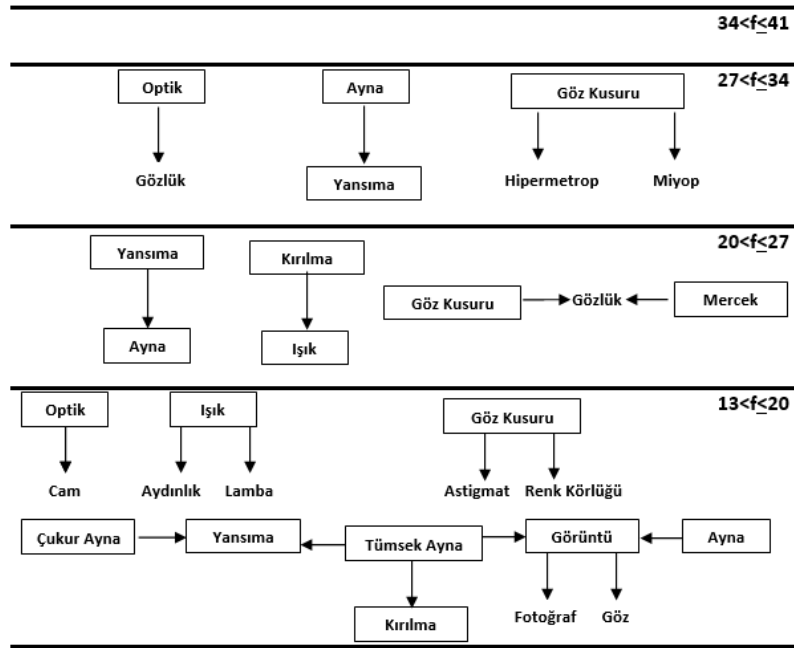 34<f≤41
27<f≤34
Optik Ayna Göz Kusuru
Gözlük Yansıma Hipermetrop Miyop
20<f≤27
Yansıma Kırılma
Göz Kusuru Gözlük Mercek
Ayna Işık
13<f≤20
Optik Işık Göz Kusuru
Cam Aydınlık Lamba Astigmat Renk Körlüğü
Çukur Ayna Yansıma Tümsek Ayna Görüntü Ayna
Kırılma Fotoğraf Göz